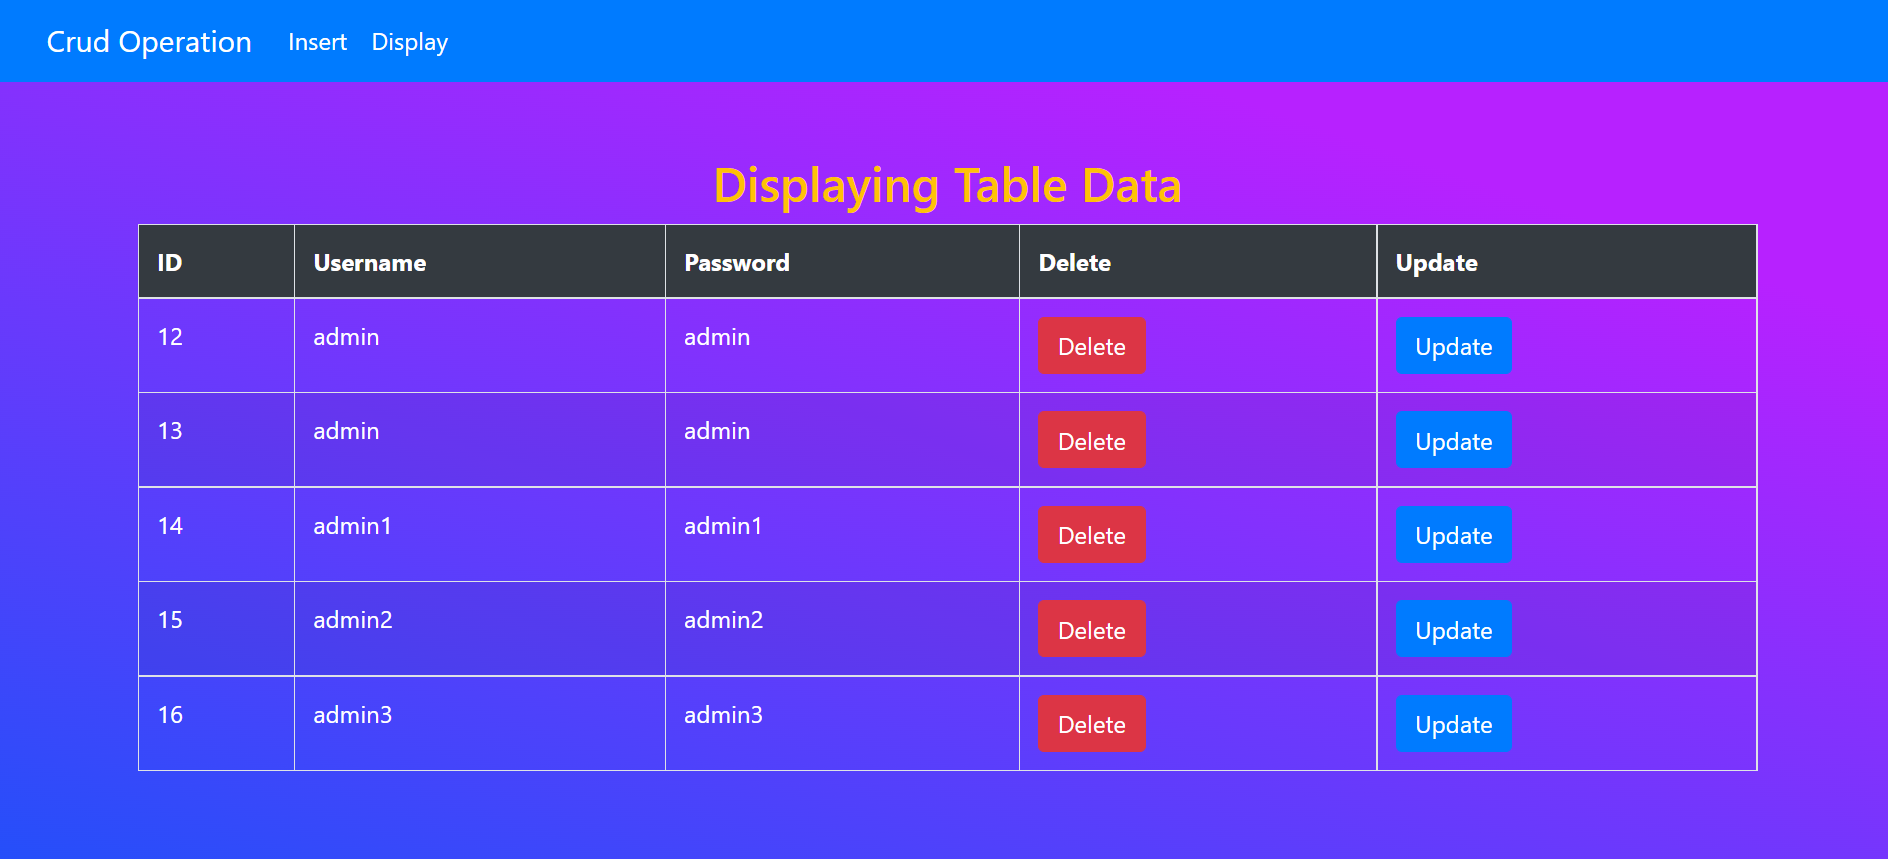 Crud Operation Insert Display
Displaying Table Data
ID Username Password Delete Update
12 admin admin Delete Update
13 admin admin Delete Update
14 admin1 admin1 Delete Update
15 admin2 admin2 Delete Update
16 admin3 admin3 Delete Update